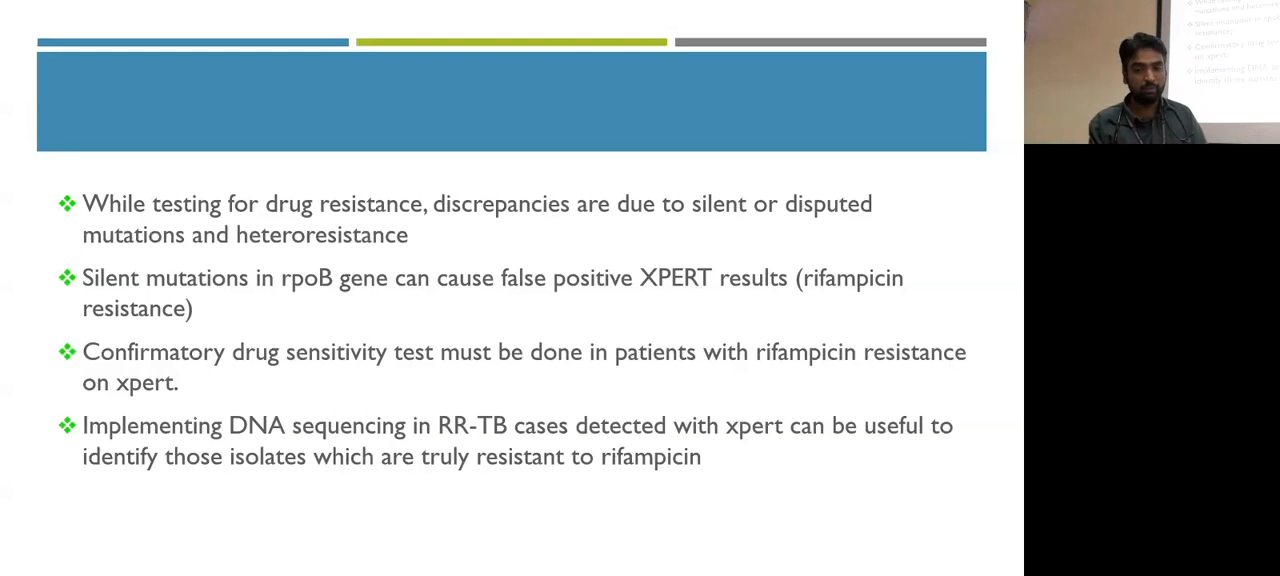 While testing for drug resistance, discrepancies are due to silent or disputed
mutations and heteroresistance
Silent mutations in rpoB gene can cause false positive XPERT results (rifampicin
resistance)
Confirmatory drug sensitivity test must be done in patients with rifampicin resistance
on xpert.
Implementing DNA sequencing in RR-TB cases detected with xpert can be useful to
identify those isolates which are truly resistant to rifampicin